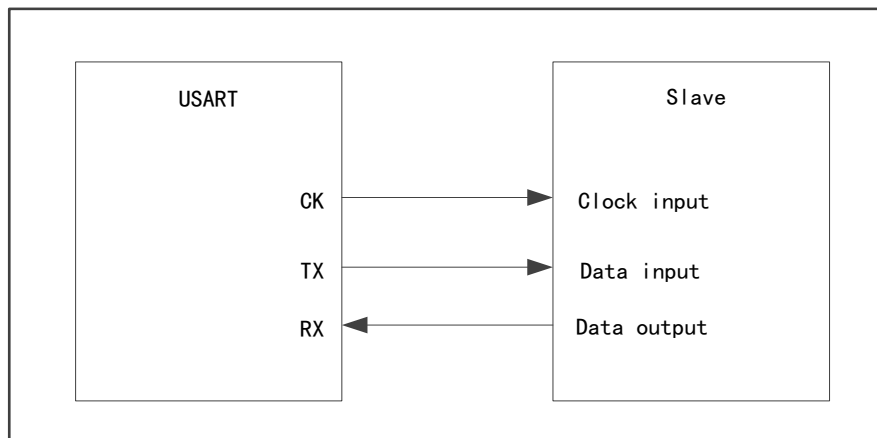 USART
Slave
CK
Clock input
TX
Data input
RX
Data output